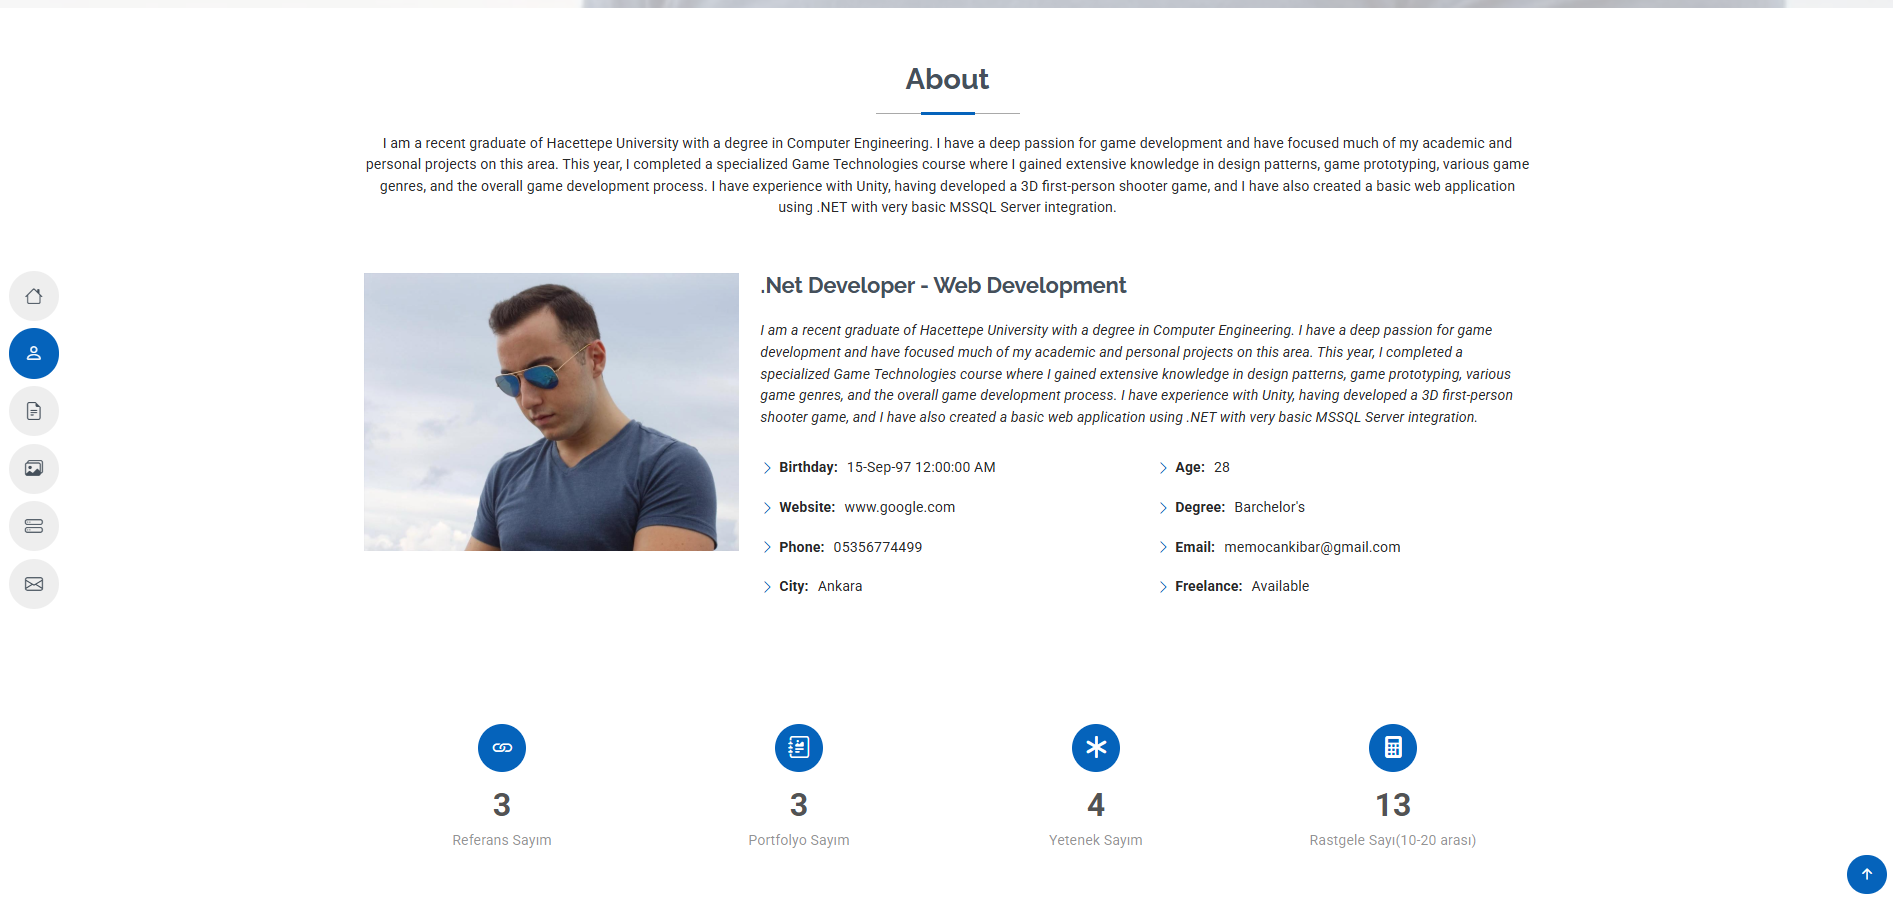 About
I am a recent graduate of Hacettepe University with a degree in Computer Engineering. I have a deep passion for game development and have focused much of my academic and
personal projects on this area. This year, I completed a specialized Game Technologies course where I gained extensive knowledge in design patterns, game prototyping, various game
genres, and the overall game development process. I have experience with Unity, having developed a 3D first-person shooter game, and I have also created a basic web application
using .NET with very basic MSSQL Server integration.
.Net Developer - Web Development
I am a recent graduate of Hacettepe University with a degree in Computer Engineering. I have a deep passion for game
development and have focused much of my academic and personal projects on this area. This year, I completed a
specialized Game Technologies course where I gained extensive knowledge in design patterns, game prototyping, various
game genres, and the overall game development process. I have experience with Unity, having developed a 3D first-person
shooter game, and I have also created a basic web application using .NET with very basic MSSQL Server integration.
Birthday: 15-Sep-97 12:00:00 AM
Age: 28
Website: www.google.com
Degree: Barchelor's
Phone: 05356774499
Email: memocankibar@gmail.com
City: Ankara
Freelance: Available
3
Referans Sayım
3
Portfolyo Sayım
4
Yetenek Sayım
13
Rastgele Sayı(10-20 arası)